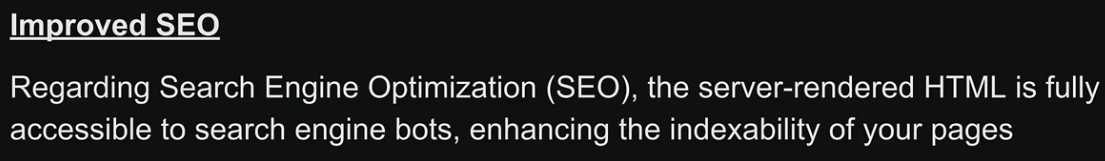 Improved SEO
Regarding Search Engine Optimization (SEO), the server-rendered HTML is fully
accessible to search engine bots, enhancing the indexability of your pages